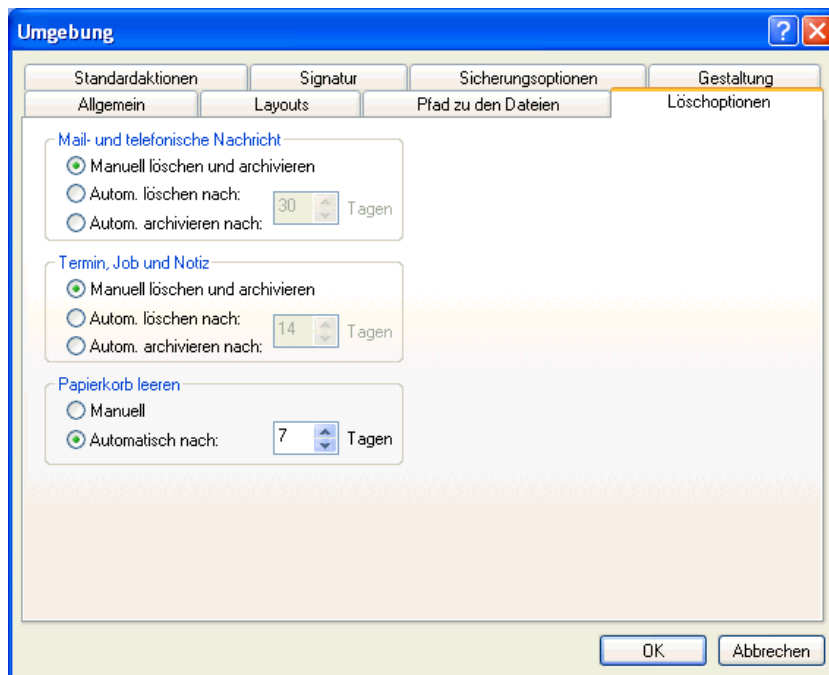 Umgebung
Standardaktionen Signatur Sicherungsoptionen Gestaltung
Allgemein Layouts Pfad zu den Dateien Löschoptionen
Mail- und telefonische Nachricht
Manuell löschen und archivieren
Autom. löschen nach:
30 Tagen
Autom. archivieren nach:
Termin, Job und Notiz
Manuell löschen und archivieren
Autom. löschen nach:
14 Tagen
Autom. archivieren nach:
Papierkorb leeren
Manuell
Automatisch nach: 7 Tagen
OK Abbrechen